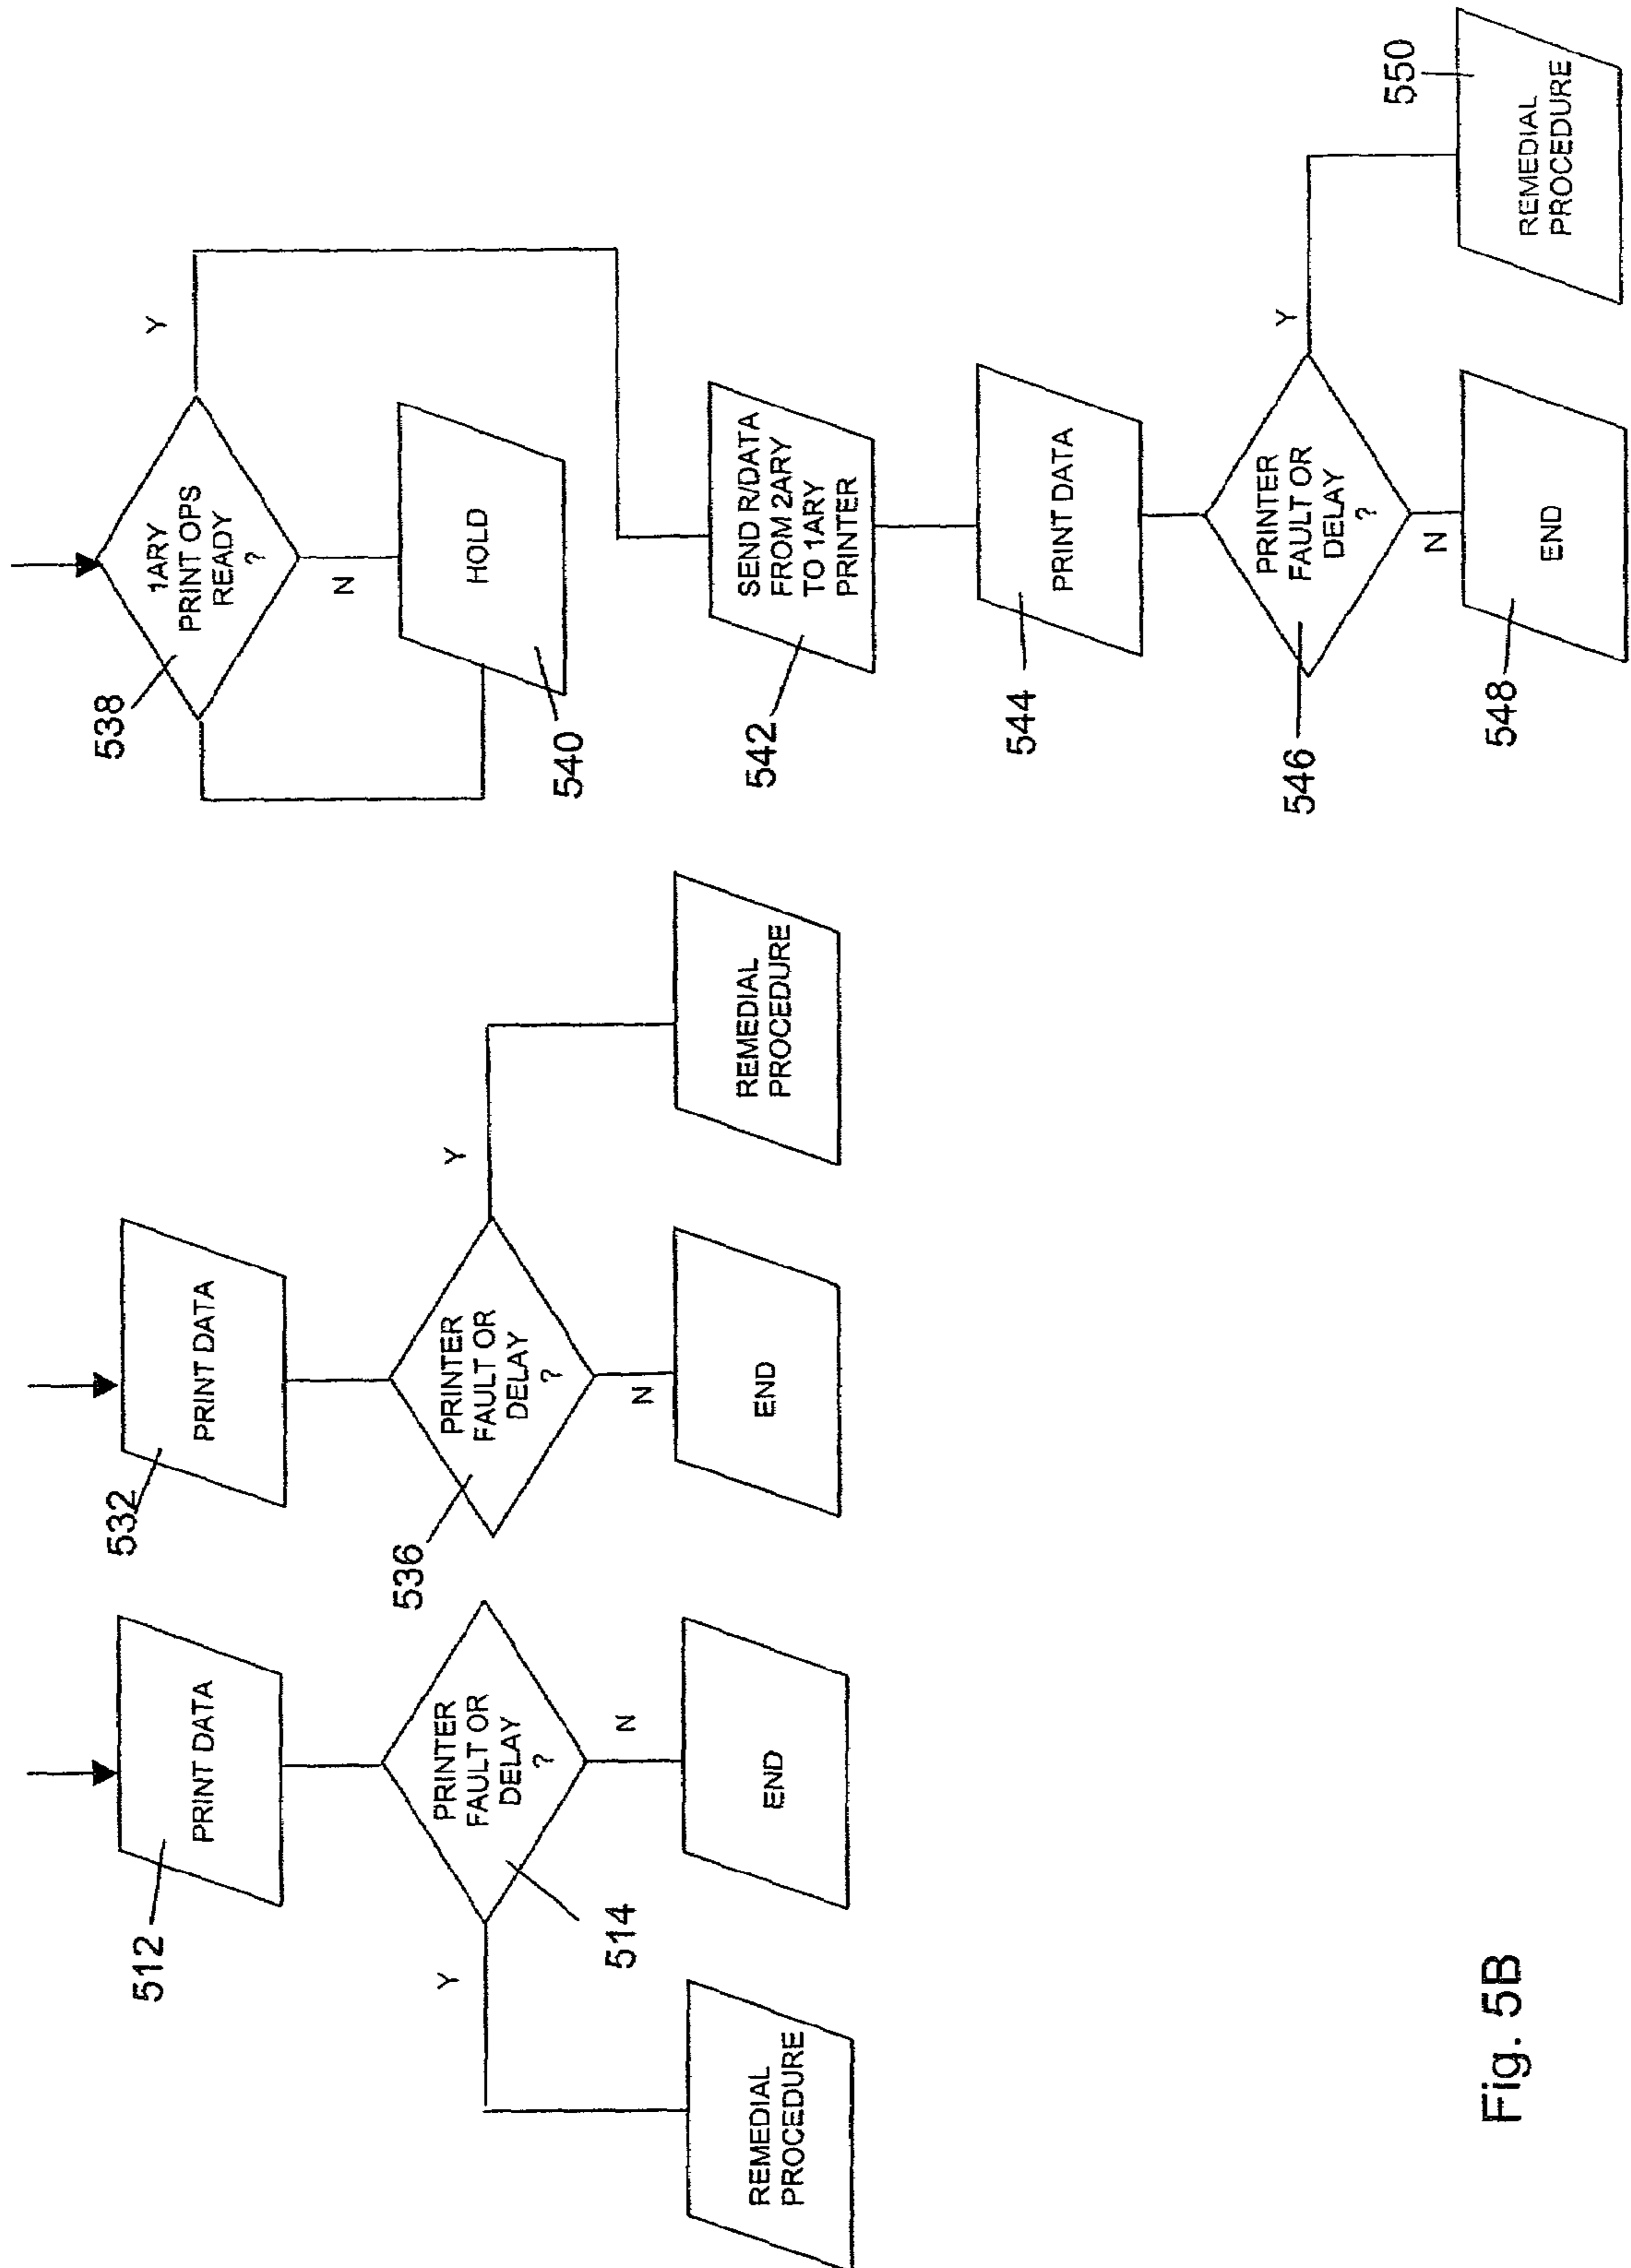 512
PRINT DATA
PRINTER
FAULT OR
DELAY
?
514
Y
N
REMEDIAL
PROCEDURE
END
532
PRINT DATA
536
PRINTER
FAULT OR
DELAY
?
Y
N
END
REMEDIAL
PROCEDURE
538
1ARY
PRINT OPS
READY
?
Y
N
HOLD
540
542
SEND R/DATA
FROM 2ARY
TO 1ARY
PRINTER
544
PRINT DATA
546
PRINTER
FAULT OR
DELAY
?
Y
N
548
END
550
REMEDIAL
PROCEDURE
Fig. 5B